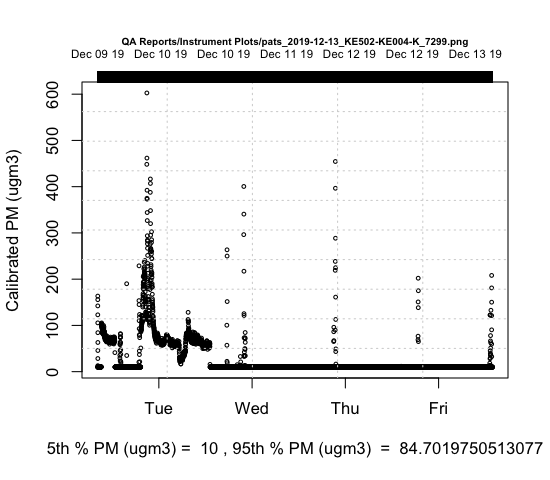 QA Reports/Instrument Plots/pats_2019-12-13_KE502-KE004-K_7299.png
Dec 09 19 Dec 10 19 Dec 10 19 Dec 11 19 Dec 12 19 Dec 12 19 Dec 13 19
Calibrated PM (ugm3)
600
500
400
300
200
100
0
Tue Wed Thu Fri
5th % PM (ugm3) = 10 , 95th % PM (ugm3) = 84.7019750513077